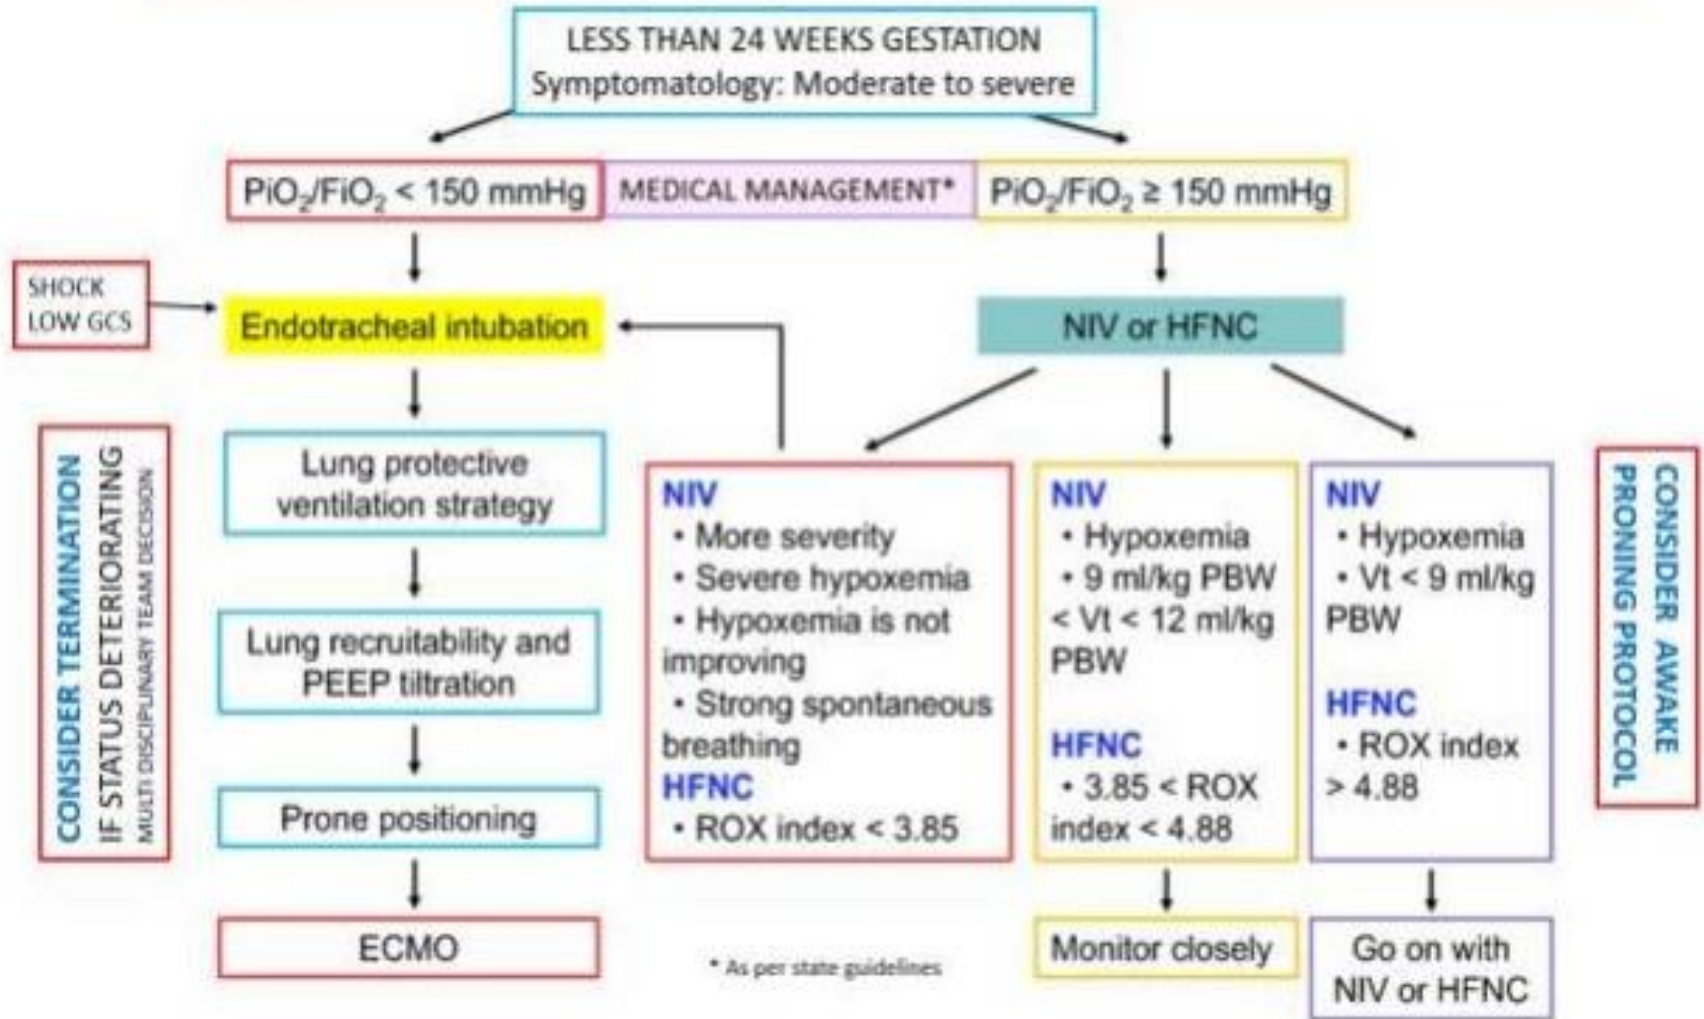 LESS THAN 24 WEEKS GESTATION
Symptomatology: Moderate to severe
PiO₂/FiO₂ < 150 mmHg
MEDICAL MANAGEMENT*
PiO₂/FiO₂ ≥ 150 mmHg
SHOCK
LOW GCS
Endotracheal intubation
NIV or HFNC
CONSIDER TERMINATION
IF STATUS DETERIORATING
MULTI DISCIPLINARY TEAM DECISION
Lung protective
ventilation strategy
Lung recruitability and
PEEP tiltration
Prone positioning
ECMO
NIV
• More severity
• Severe hypoxemia
• Hypoxemia is not
improving
• Strong spontaneous
breathing
HFNC
• ROX index < 3.85
NIV
• Hypoxemia
• 9 ml/kg PBW
< Vt < 12 ml/kg
PBW
HFNC
• 3.85 < ROX
index < 4.88
Monitor closely
NIV
• Hypoxemia
• Vt < 9 ml/kg
PBW
HFNC
• ROX index
> 4.88
Go on with
NIV or HFNC
CONSIDER AWAKE
PRONING PROTOCOL
* As per state guidelines